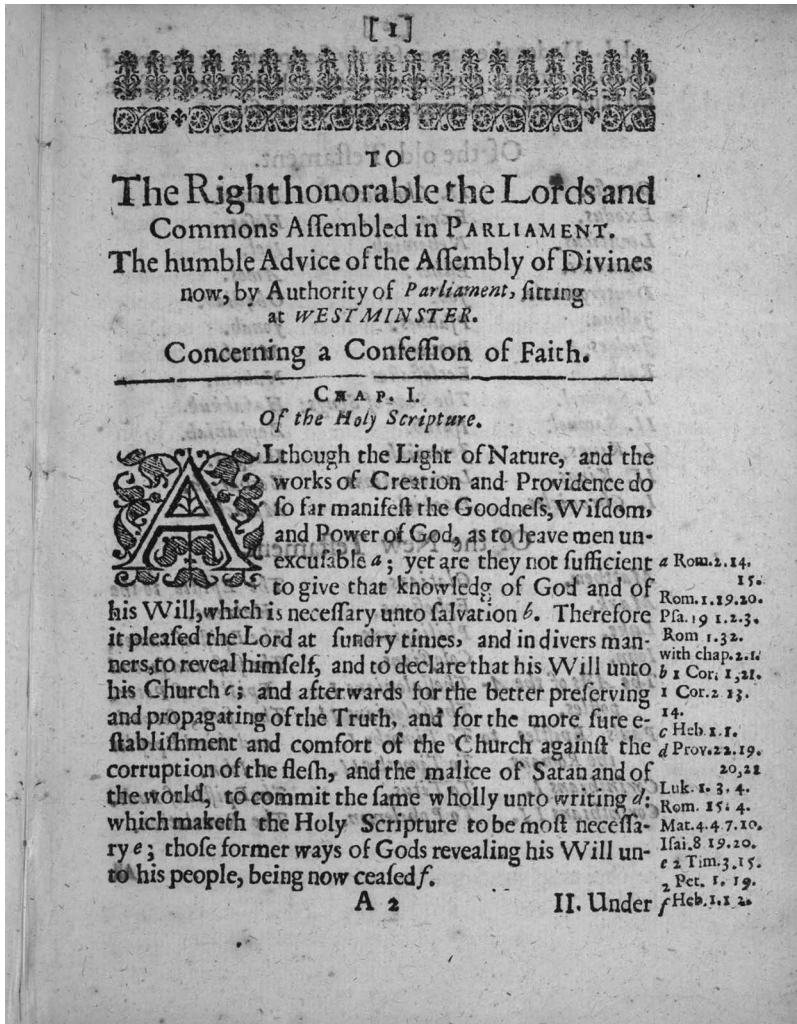 [ 1 ]
TO
The Right honorable the Lords and
Commons Aſſembled in PARLIAMENT.
The humble Advice of the Aſſembly of Divines
now, by Authority of Parliament, ſitting
at WESTMINSTER.
Concerning a Confeſſion of Faith.
CHAP. I.
Of the Holy Scripture.
ALthough the Light of Nature, and the
works of Creation and Providence do
ſo far manifeſt the Goodneſs, Wiſdom,
and Power of God, as to leave men un-
excuſable a; yet are they not ſufficient
to give that knowledg of God and of
his Will, which is neceſſary unto ſalvation b. Therefore
it pleaſed the Lord at ſundry times, and in divers man-
ners, to reveal himſelf, and to declare that his Will unto
his Church c; and afterwards for the better preſerving
and propagating of the Truth, and for the more ſure e-
ſtabliſhment and comfort of the Church againſt the
corruption of the fleſh, and the malice of Satan and of
the world, to commit the ſame wholly unto writing d:
which maketh the Holy Scripture to be moſt neceſſa-
ry e; thoſe former ways of Gods revealing his Will un-
to his people, being now ceaſed f.
A 2 II. Under
a Rom. 2. 14.
15.
Rom. 1. 19. 20.
Pſa. 19 1. 2. 3.
Rom 1. 32.
with chap. 2. 1.
b 1 Cor. 1, 21.
1 Cor. 2 13.
14.
c Heb. 1. 1.
d Prov. 22. 19.
20, 21
Luk. 1. 3. 4.
Rom. 15. 4.
Mat. 4. 4 7. 10.
Iſai. 8 19. 20.
e 2 Tim. 3. 15.
2 Pet. 1. 19.
f Heb. 1. 1 2.